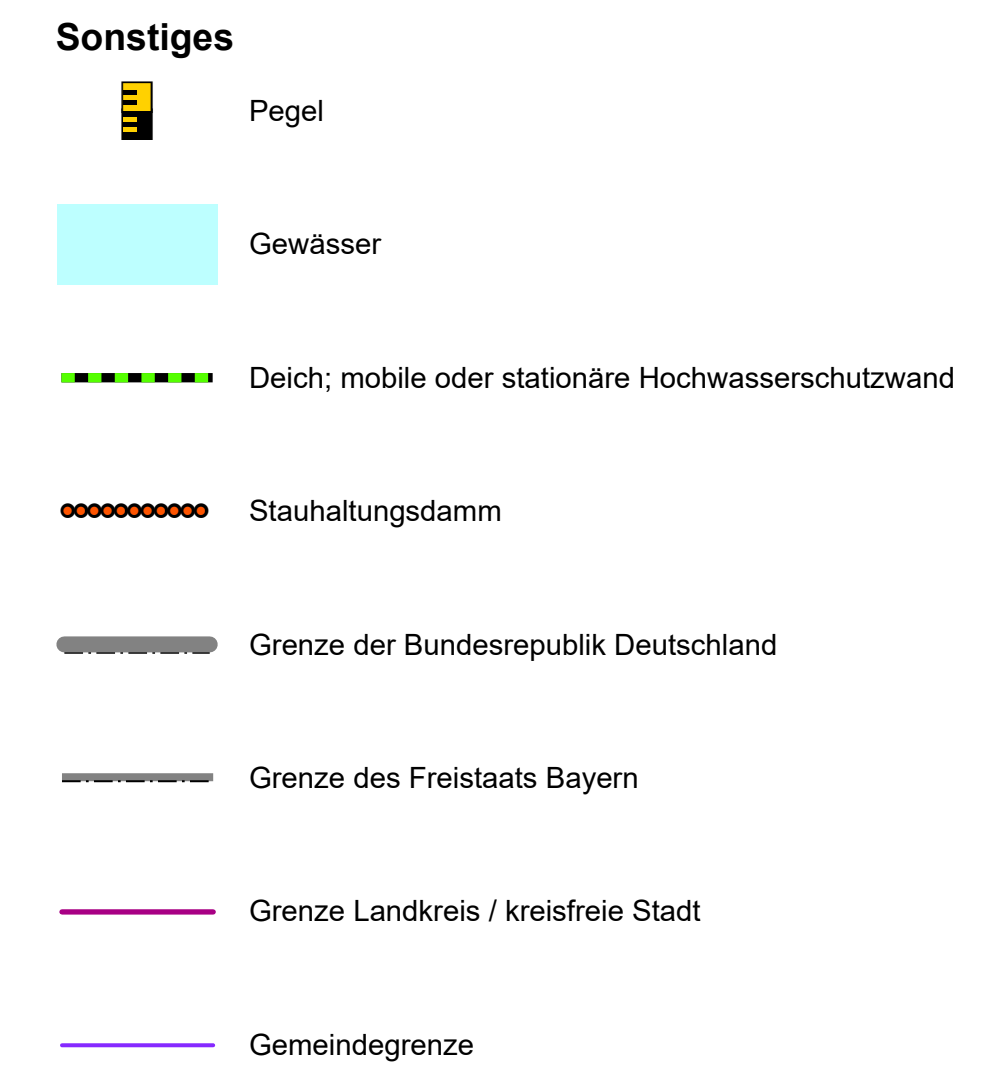 Sonstiges
Pegel
Gewässer
Deich; mobile oder stationäre Hochwasserschutzwand
Stauhaltungsdamm
Grenze der Bundesrepublik Deutschland
Grenze des Freistaats Bayern
Grenze Landkreis / kreisfreie Stadt
Gemeindegrenze